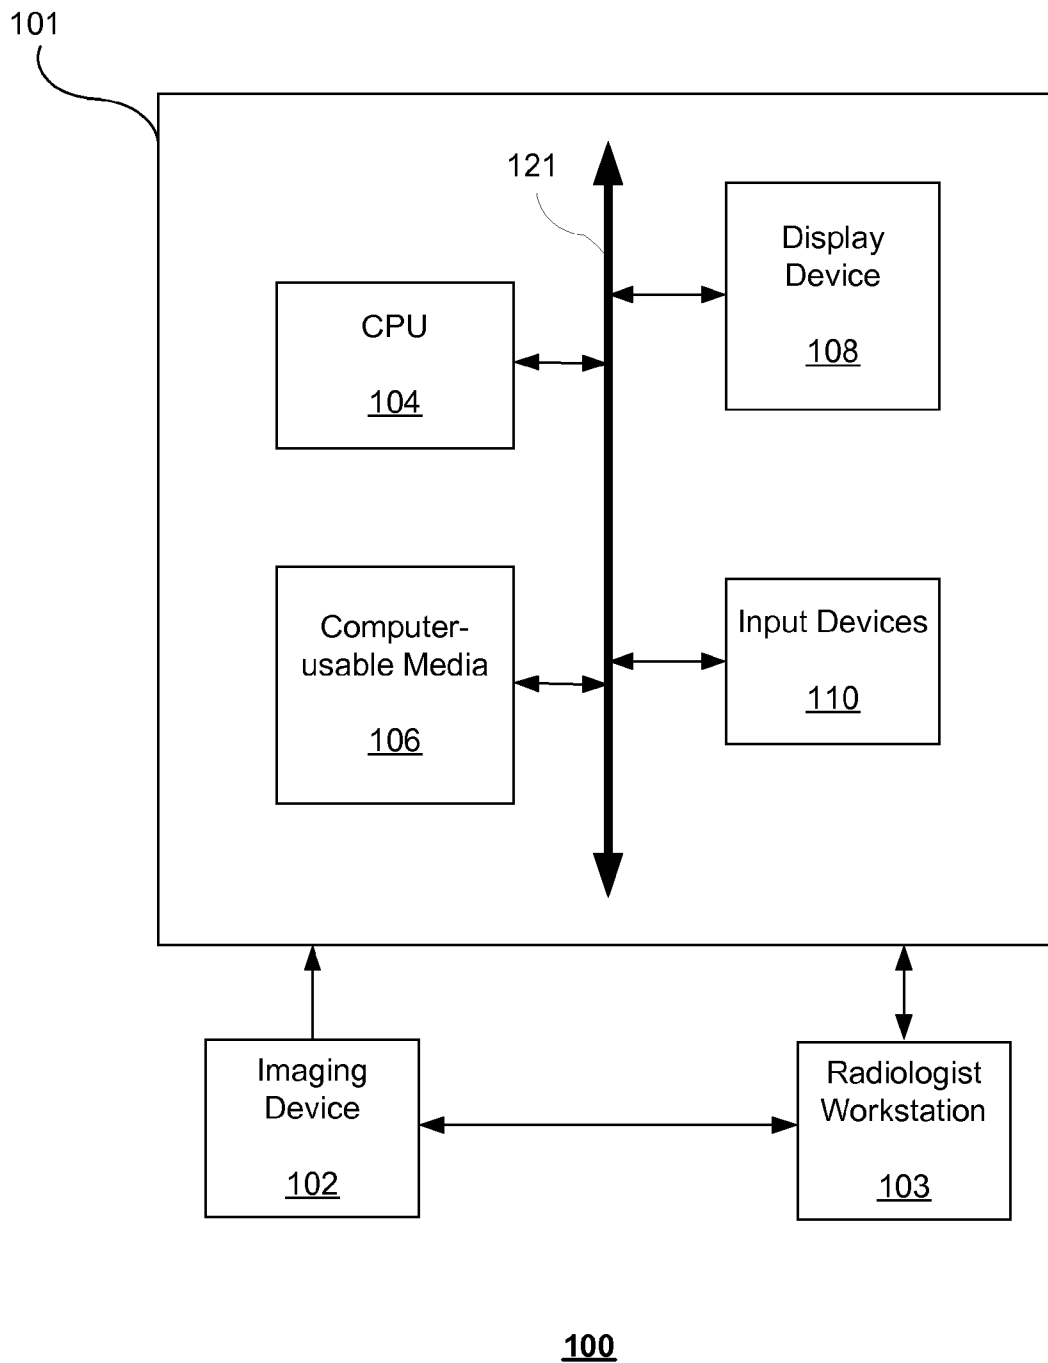 101
121
Display
Device
108
CPU
104
Computer-
usable Media
106
Input Devices
110
Imaging
Device
102
Radiologist
Workstation
103
100